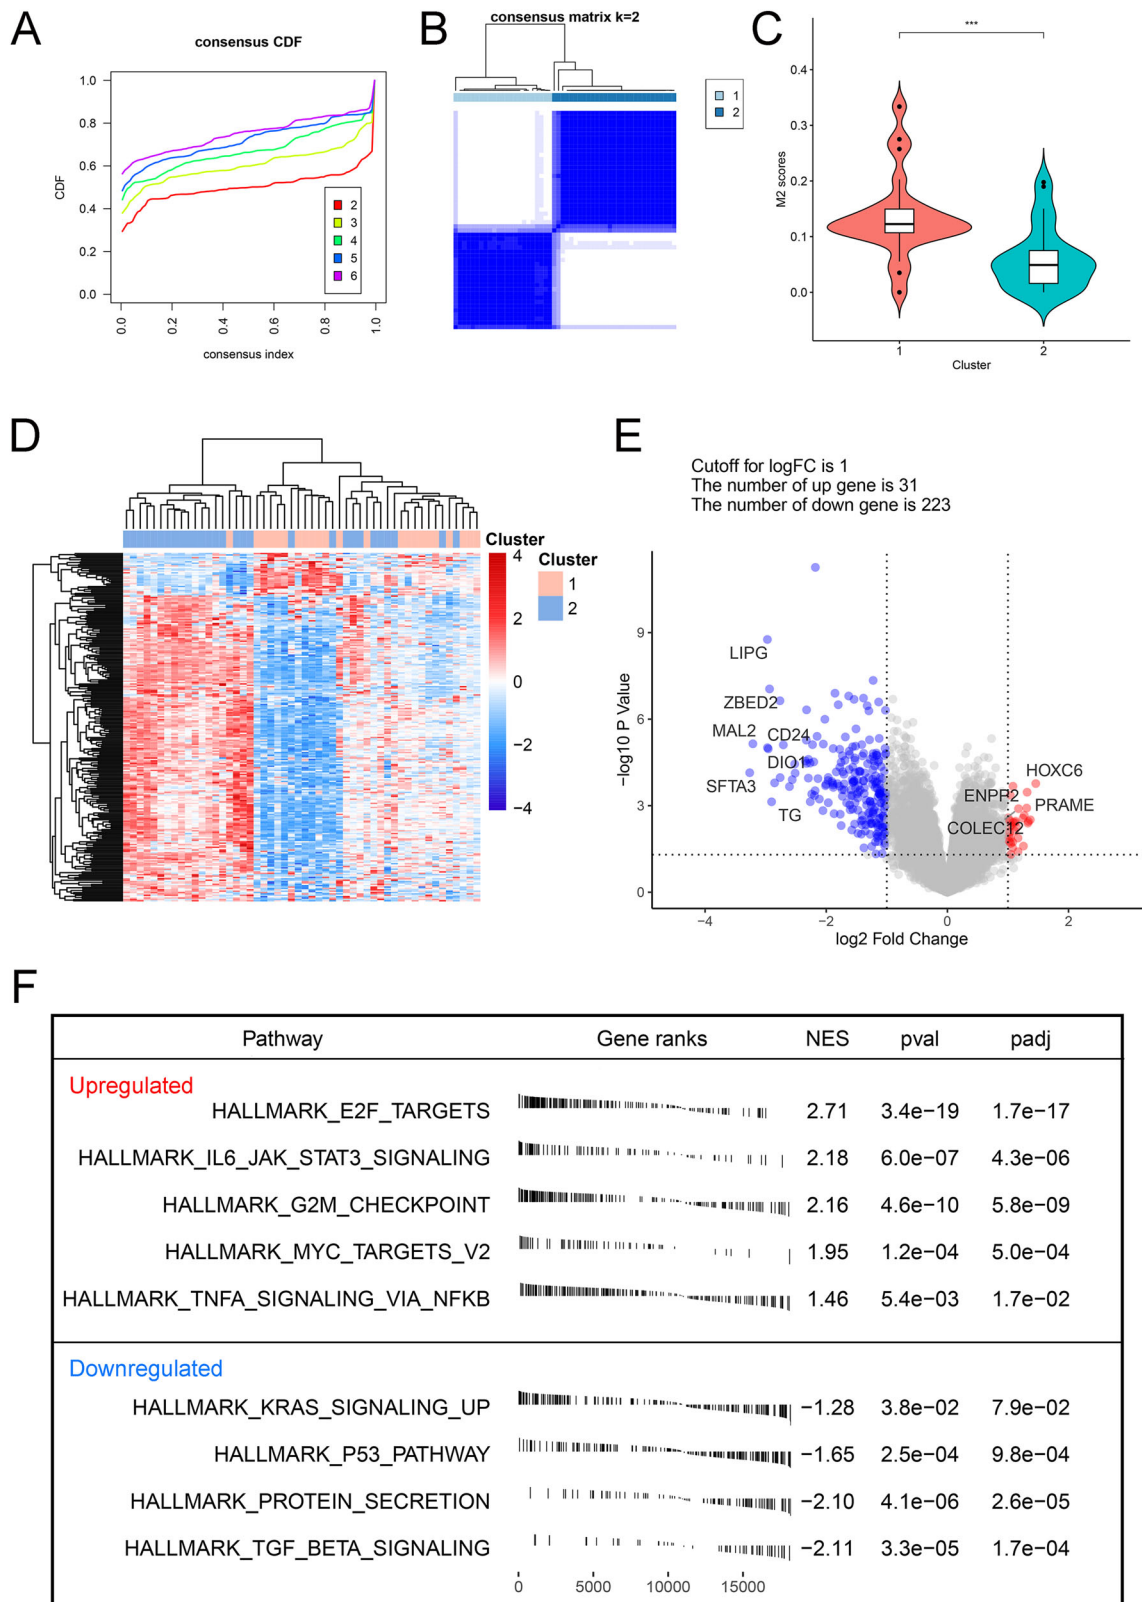 A
consensus CDF
CDF
1.0
0.8
0.6
0.4
0.2
0.0
2
3
4
5
6
0.0
0.2
0.4
0.6
0.8
1.0
consensus index
B
consensus matrix k=2
1
2
C
***
M2 scores
0.4
0.3
0.2
0.1
0.0
1
2
Cluster
D
Cluster
4
2
0
−2
−4
Cluster
1
2
E
Cutoff for logFC is 1
The number of up gene is 31
The number of down gene is 223
−log10 P Value
9
6
3
0
LIPG
ZBED2
MAL2
CD24
DIO1
SFTA3
TG
HOXC6
ENPP2
PRAME
COLEC12
−4
−2
0
2
log2 Fold Change
F
Pathway Gene ranks NES pval padj
Upregulated
HALLMARK_E2F_TARGETS 2.71 3.4e−19 1.7e−17
HALLMARK_IL6_JAK_STAT3_SIGNALING 2.18 6.0e−07 4.3e−06
HALLMARK_G2M_CHECKPOINT 2.16 4.6e−10 5.8e−09
HALLMARK_MYC_TARGETS_V2 1.95 1.2e−04 5.0e−04
HALLMARK_TNFA_SIGNALING_VIA_NFKB 1.46 5.4e−03 1.7e−02
Downregulated
HALLMARK_KRAS_SIGNALING_UP −1.28 3.8e−02 7.9e−02
HALLMARK_P53_PATHWAY −1.65 2.5e−04 9.8e−04
HALLMARK_PROTEIN_SECRETION −2.10 4.1e−06 2.6e−05
HALLMARK_TGF_BETA_SIGNALING −2.11 3.3e−05 1.7e−04
0 5000 10000 15000